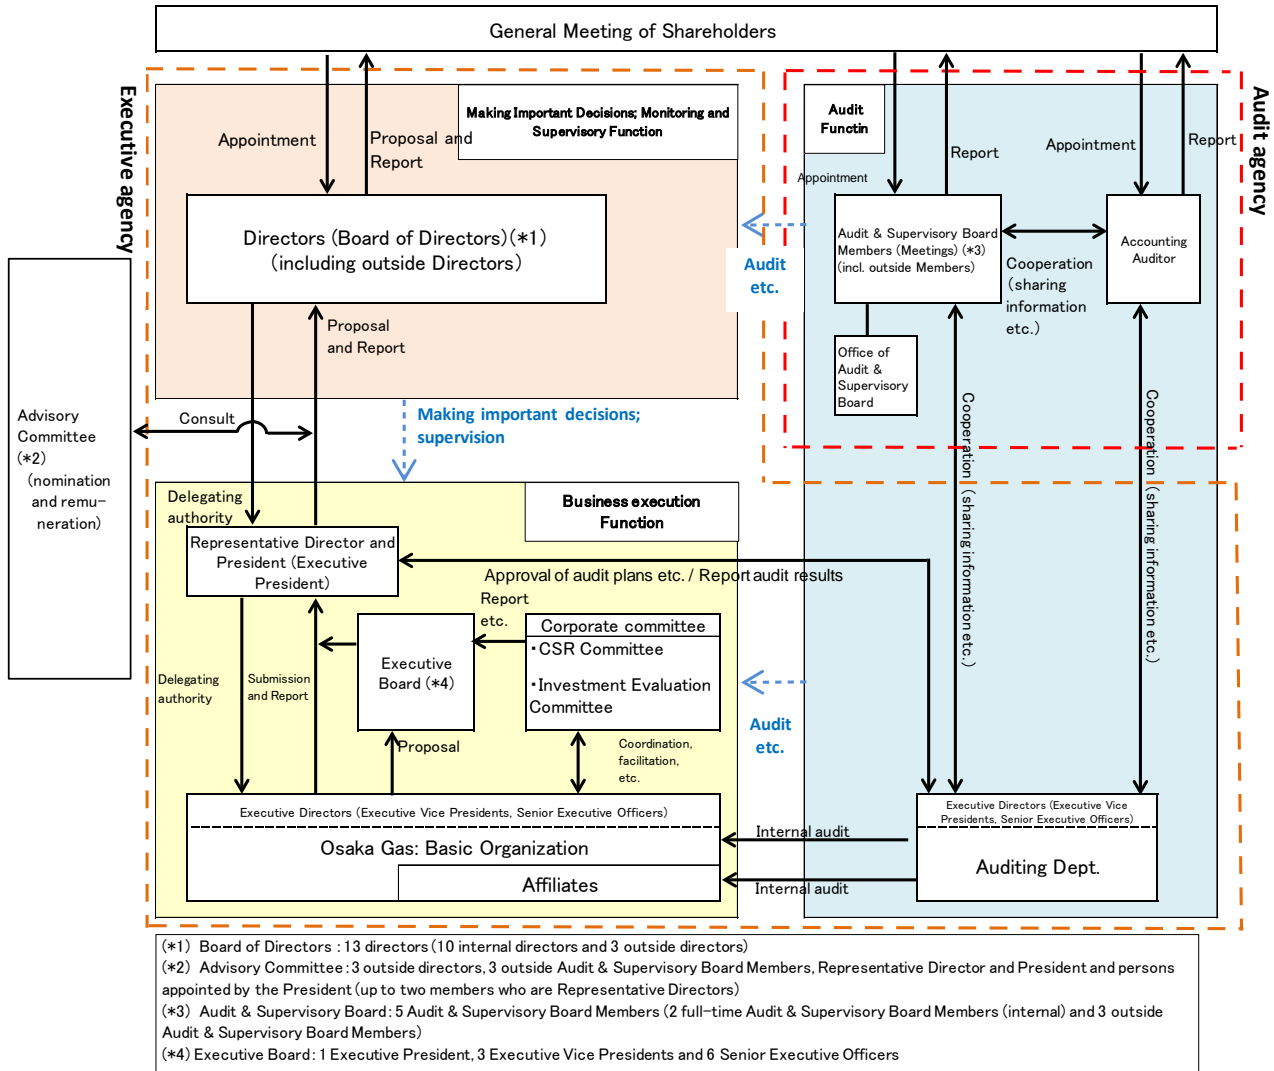 General Meeting of Shareholders
Executive agency
Audit agency
Making Important Decisions; Monitoring and
Supervisory Function
Audit
Functin
Appointment
Proposal and
Report
Appointment
Report
Appointment
Report
Directors (Board of Directors)(*1)
(including outside Directors)
Audit
etc.
Audit & Supervisory Board
Members (Meetings) (*3)
(incl. outside Members)
Cooperation
(sharing
information
etc.)
Accounting
Auditor
Proposal
and Report
Office of
Audit &
Supervisory
Board
Advisory
Committee
(*2)
(nomination
and remu-
neration)
Consult
Making important decisions;
supervision
Cooperation (sharing information etc.)
Cooperation (sharing information etc.)
Delegating
authority
Business execution
Function
Representative Director and
President (Executive
President)
Approval of audit plans etc. / Report audit results
Report
etc.
Executive
Board (*4)
Corporate committee
・CSR Committee
・Investment Evaluation
Committee
Delegating
authority
Submission
and Report
Proposal
Coordination,
facilitation,
etc.
Audit
etc.
Executive Directors (Executive Vice Presidents, Senior Executive Officers)
Osaka Gas: Basic Organization
Affiliates
Internal audit
Internal audit
Executive Directors (Executive Vice
Presidents, Senior Executive Officers)
Auditing Dept.
(*1) Board of Directors : 13 directors (10 internal directors and 3 outside directors)
(*2) Advisory Committee : 3 outside directors, 3 outside Audit & Supervisory Board Members, Representative Director and President and persons
appointed by the President (up to two members who are Representative Directors)
(*3) Audit & Supervisory Board: 5 Audit & Supervisory Board Members (2 full-time Audit & Supervisory Board Members (internal) and 3 outside
Audit & Supervisory Board Members)
(*4) Executive Board: 1 Executive President, 3 Executive Vice Presidents and 6 Senior Executive Officers